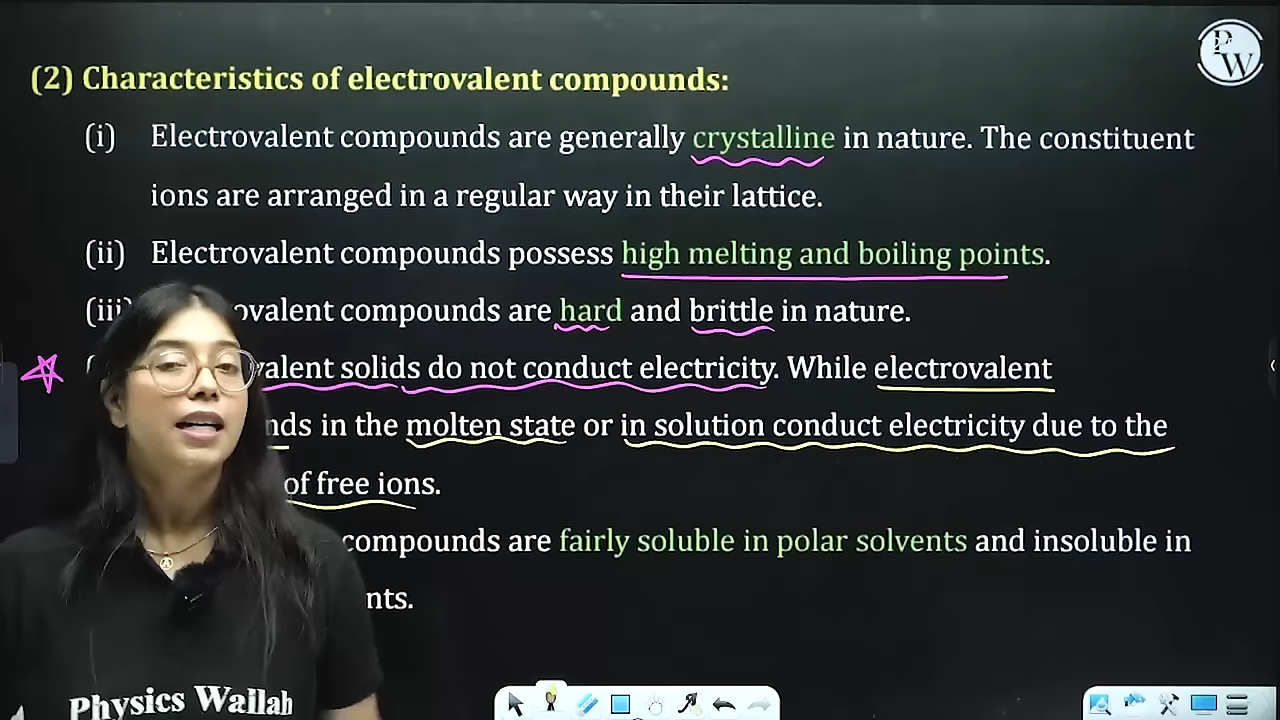 PW
(2) Characteristics of electrovalent compounds:
(i) Electrovalent compounds are generally crystalline in nature. The constituent
ions are arranged in a regular way in their lattice.
(ii) Electrovalent compounds possess high melting and boiling points.
(iii) ovalent compounds are hard and brittle in nature.
valent solids do not conduct electricity. While electrovalent
nds in the molten state or in solution conduct electricity due to the
of free ions.
compounds are fairly soluble in polar solvents and insoluble in
nts.
Physics Wallah